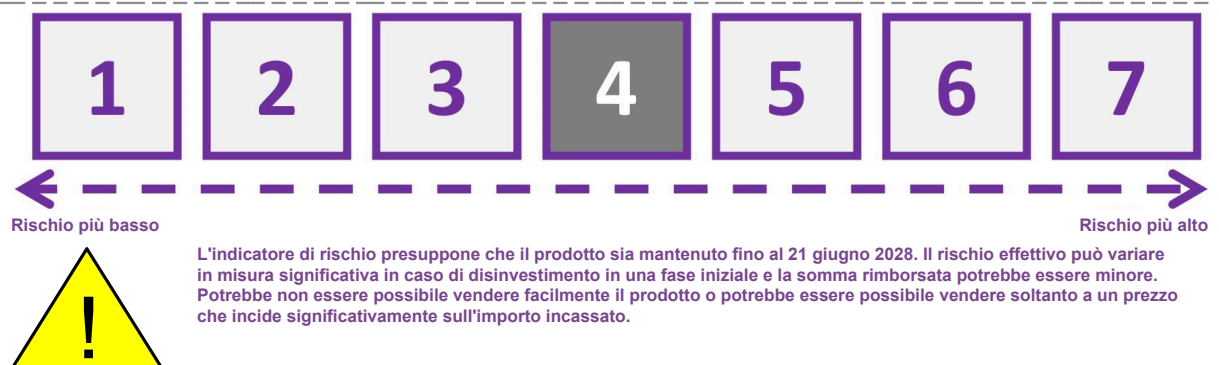 1 2 3 4 5 6 7
Rischio più basso Rischio più alto
L'indicatore di rischio presuppone che il prodotto sia mantenuto fino al 21 giugno 2028. Il rischio effettivo può variare
in misura significativa in caso di disinvestimento in una fase iniziale e la somma rimborsata potrebbe essere minore.
Potrebbe non essere possibile vendere facilmente il prodotto o potrebbe essere possibile vendere soltanto a un prezzo
che incide significativamente sull'importo incassato.
!